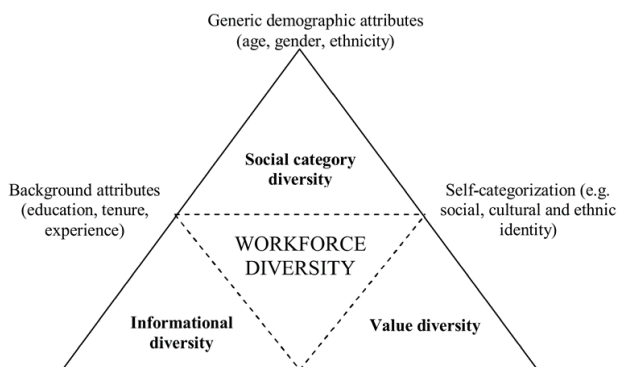 Generic demographic attributes
(age, gender, ethnicity)
Social category
diversity
Background attributes
(education, tenure,
experience)
Self-categorization (e.g.
social, cultural and ethnic
identity)
WORKFORCE
DIVERSITY
Informational
diversity
Value diversity